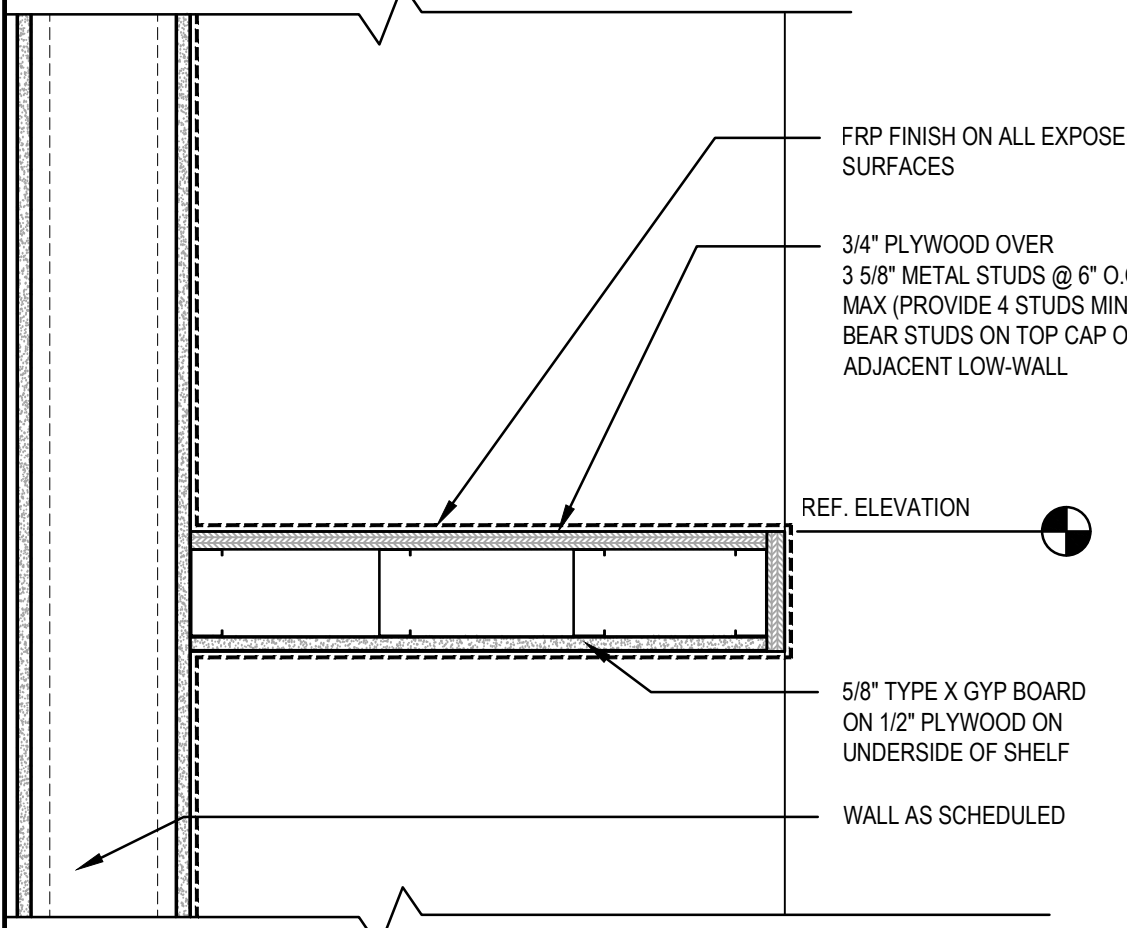 FRP FINISH ON ALL EXPOSE
SURFACES
3/4" PLYWOOD OVER
3 5/8" METAL STUDS @ 6" O.
MAX (PROVIDE 4 STUDS MIN
BEAR STUDS ON TOP CAP O
ADJACENT LOW-WALL
REF. ELEVATION
5/8" TYPE X GYP BOARD
ON 1/2" PLYWOOD ON
UNDERSIDE OF SHELF
WALL AS SCHEDULED